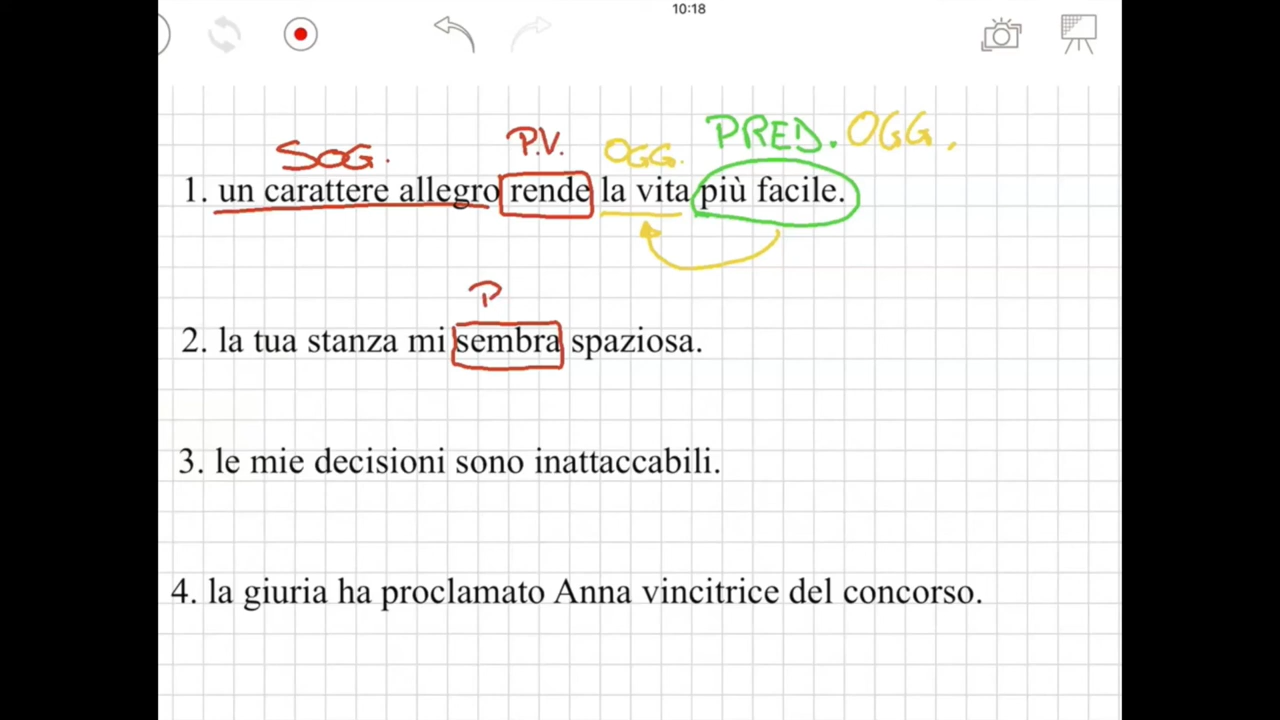 10:18
SOG. P.V. OGG. PRED. OGG.
1. un carattere allegro rende la vita più facile.
P
2. la tua stanza mi sembra spaziosa.
3. le mie decisioni sono inattaccabili.
4. la giuria ha proclamato Anna vincitrice del concorso.